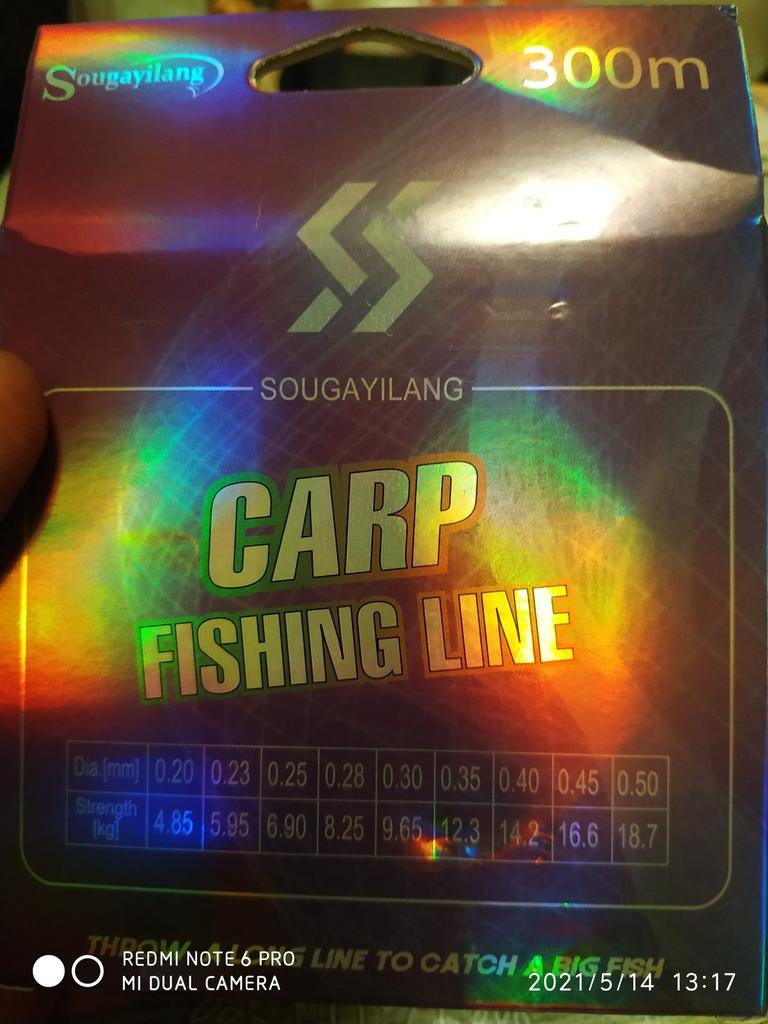 Sougayilang
300m
SOUGAYILANG
CARP
FISHING LINE
Dia.[mm] 0.20 0.23 0.25 0.28 0.30 0.35 0.40 0.45 0.50
Strength [kg] 4.85 5.95 6.90 8.25 9.65 12.3 14.2 16.6 18.7
THROW A LONG LINE TO CATCH A BIG FISH
REDMI NOTE 6 PRO
MI DUAL CAMERA
2021/5/14 13:17